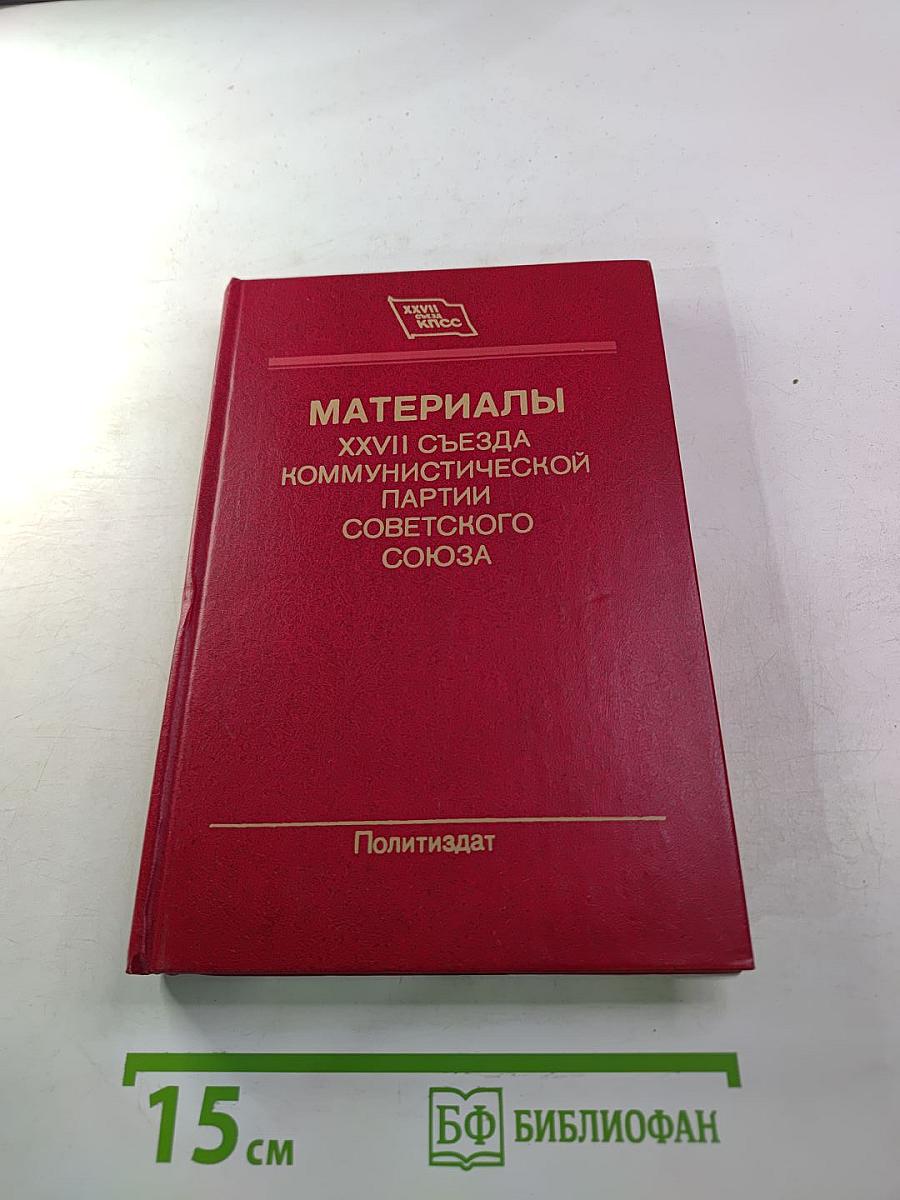 XXVII
СЪЕЗД
КПСС
МАТЕРИАЛЫ
XXVII СЪЕЗДА
КОММУНИСТИЧЕСКОЙ
ПАРТИИ
СОВЕТСКОГО
СОЮЗА
Политиздат
15 см
БФ БИБЛИОФАН